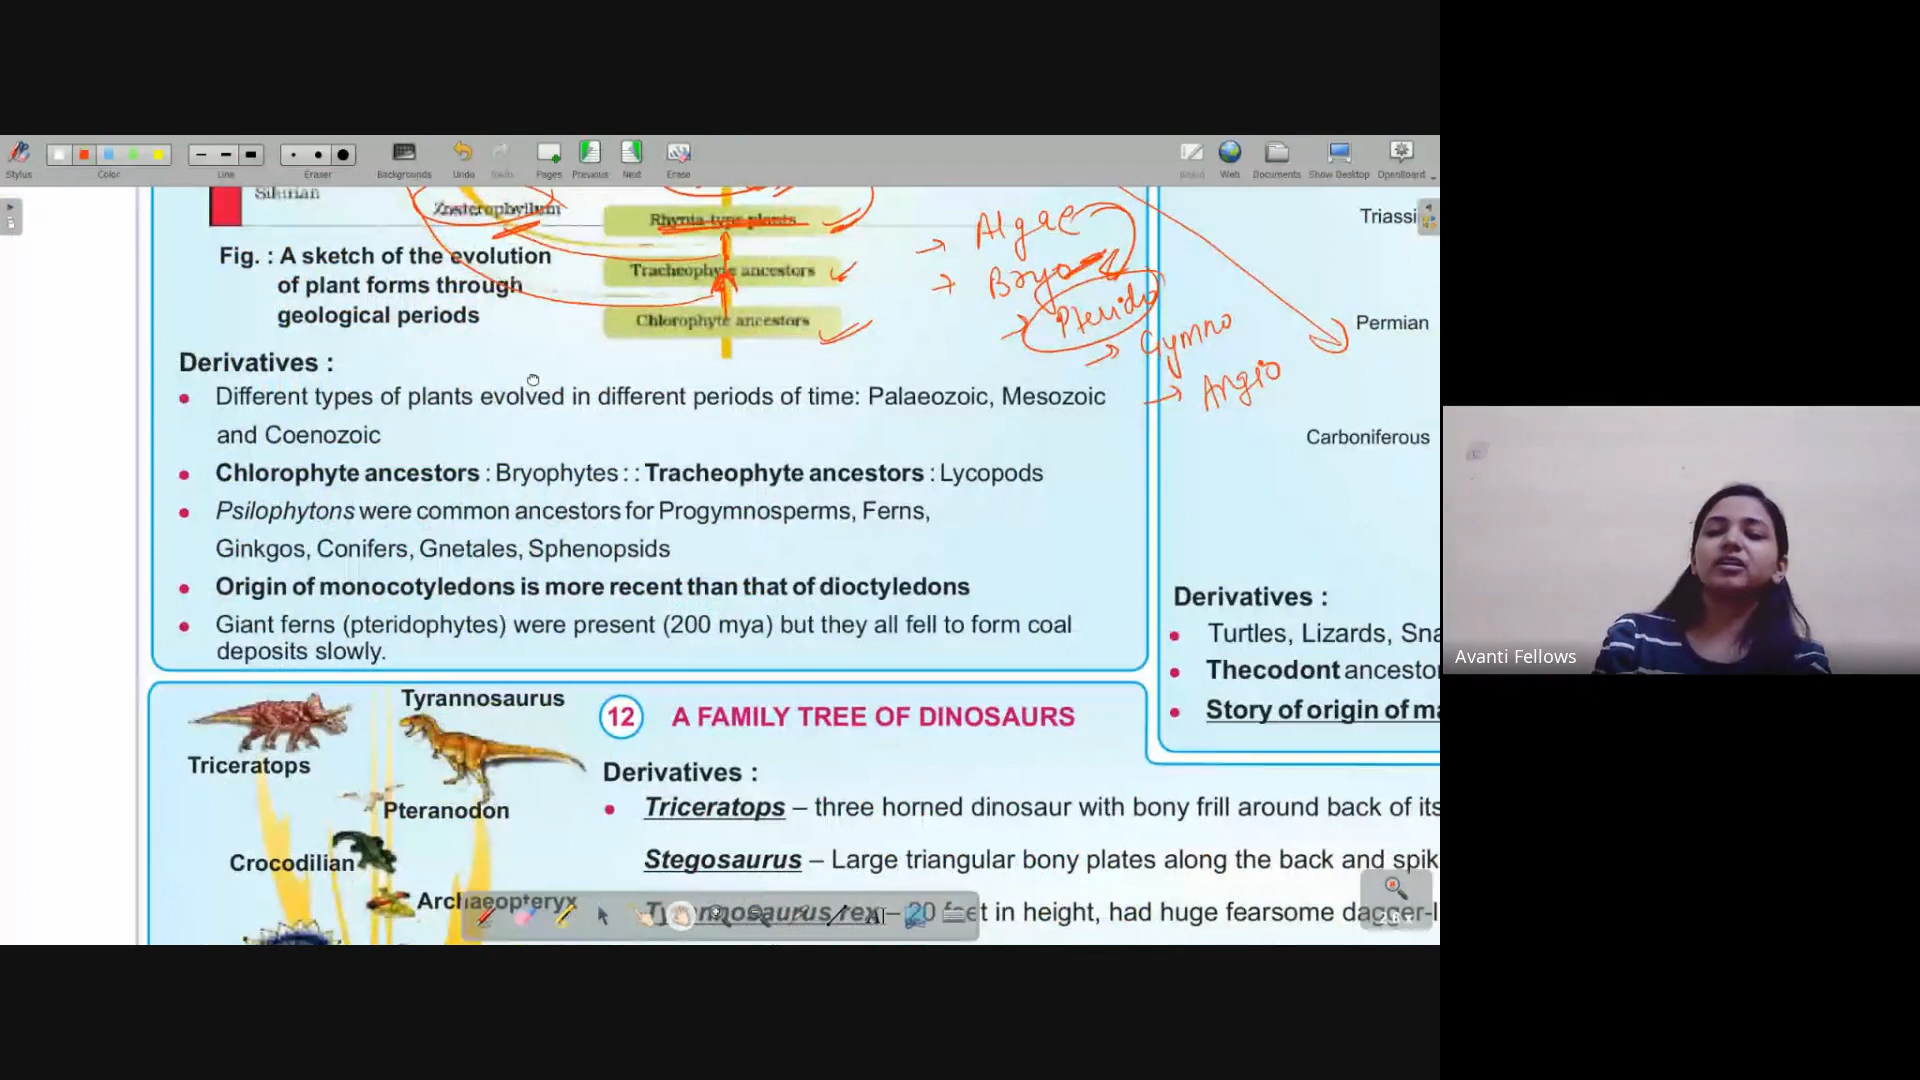 Stylus
Color
Line
Eraser
Backgrounds
Undo
Redo
Pages
Previous
Next
Erase
Board
Web
Documents
Show Desktop
OpenBoard
Silurian
Zosterophyllum
Rhynia-type plants
Tracheophyte ancestors
Chlorophyte ancestors
Fig. : A sketch of the evolution
of plant forms through
geological periods
→ Algae
→ Bryo
→ Pterido
→ Gymno
→ Angio
Triassi
Permian
Carboniferous
Derivatives :
• Different types of plants evolved in different periods of time: Palaeozoic, Mesozoic
and Coenozoic
• Chlorophyte ancestors : Bryophytes : : Tracheophyte ancestors : Lycopods
• Psilophytons were common ancestors for Progymnosperms, Ferns,
Ginkgos, Conifers, Gnetales, Sphenopsids
• Origin of monocotyledons is more recent than that of dioctyledons
• Giant ferns (pteridophytes) were present (200 mya) but they all fell to form coal
deposits slowly.
Derivatives :
• Turtles, Lizards, Sna
• Thecodont ancesto
• Story of origin of ma
Tyrannosaurus
Triceratops
Pteranodon
Crocodilian
Archaeopteryx
12 A FAMILY TREE OF DINOSAURS
Derivatives :
• Triceratops – three horned dinosaur with bony frill around back of its
Stegosaurus – Large triangular bony plates along the back and spik
Tyrannosaurus rex – 20 feet in height, had huge fearsome dagger-l
Avanti Fellows